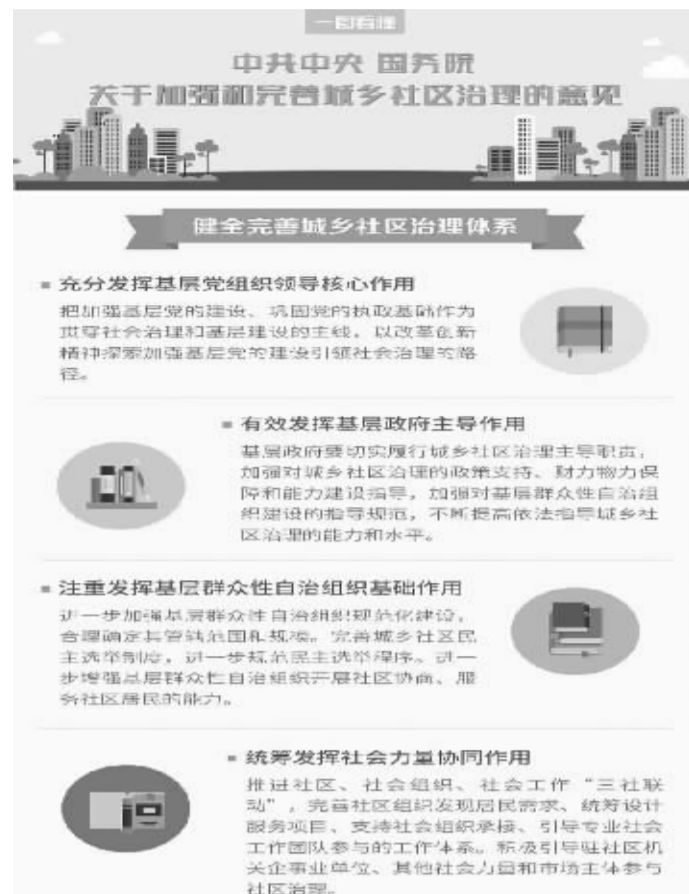 一图看懂
中共中央 国务院
关于加强和完善城乡社区治理的意见
健全完善城乡社区治理体系
充分发挥基层党组织领导核心作用
把加强基层党的建设、巩固党的执政基础作为
贯穿社会治理和基层建设的主线，以改革创新
精神探索加强基层党的建设引领社会治理的路
径。
有效发挥基层政府主导作用
基层政府要切实履行城乡社区治理主导职责，
加强对城乡社区治理的政策支持、财力物力保
障和能力建设指导，加强对基层群众性自治组
织建设的指导规范，不断提高依法指导城乡社
区治理的能力和水平。
注重发挥基层群众性自治组织基础作用
进一步加强基层群众性自治组织规范化建设，
合理确定其管辖范围和规模。完善城乡社区民
主选举制度，进一步规范民主选举程序。进一
步增强基层群众性自治组织开展社区协商、服
务社区居民的能力。
统筹发挥社会力量协同作用
推进社区、社会组织、社会工作“三社联
动”，完善社区组织发现居民需求、统筹设计
服务项目、支持社会组织承接、引导专业社会
工作团队参与的工作体系。积极引导驻社区机
关企事业单位、其他社会力量和市场主体参与
社区治理。